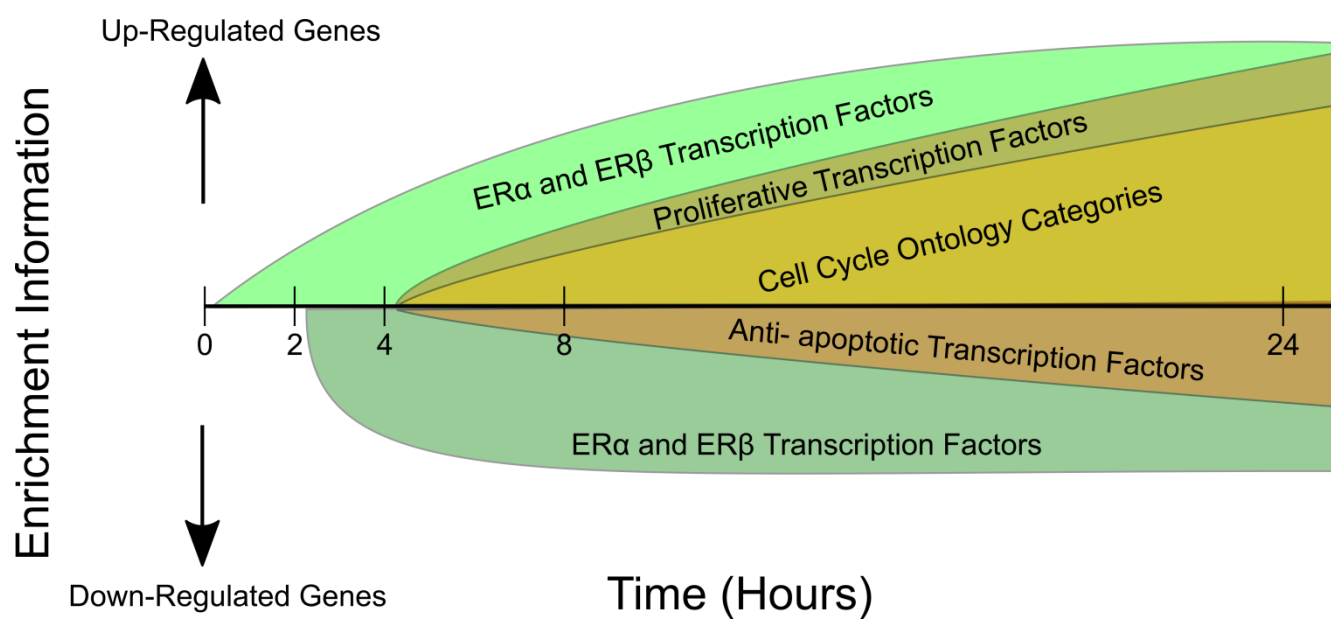 Up-Regulated Genes
Enrichment Information
ERα and ERβ Transcription Factors
Proliferative Transcription Factors
Cell Cycle Ontology Categories
0 2 4 8 24
Anti- apoptotic Transcription Factors
ERα and ERβ Transcription Factors
Down-Regulated Genes
Time (Hours)